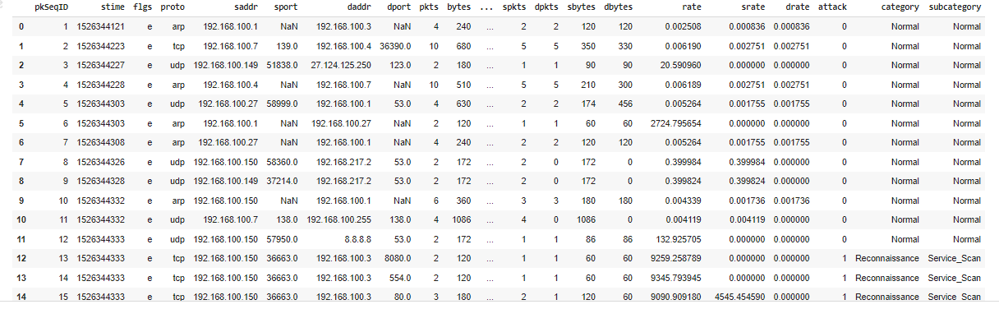 pkSeqID stime flgs proto saddr sport daddr dport pkts bytes ... spkts dpkts sbytes dbytes rate srate drate attack category subcategory
0 1 1526344121 e arp 192.168.100.1 NaN 192.168.100.3 NaN 4 240 ... 2 2 120 120 0.002508 0.000836 0.000836 0 Normal Normal
1 2 1526344223 e tcp 192.168.100.7 139.0 192.168.100.4 36390.0 10 680 ... 5 5 350 330 0.006190 0.002751 0.002751 0 Normal Normal
2 3 1526344227 e udp 192.168.100.149 51838.0 27.124.125.250 123.0 2 180 ... 1 1 90 90 20.590960 0.000000 0.000000 0 Normal Normal
3 4 1526344228 e arp 192.168.100.4 NaN 192.168.100.7 NaN 10 510 ... 5 5 210 300 0.006189 0.002751 0.002751 0 Normal Normal
4 5 1526344303 e udp 192.168.100.27 58999.0 192.168.100.1 53.0 4 630 ... 2 2 174 456 0.005264 0.001755 0.001755 0 Normal Normal
5 6 1526344303 e arp 192.168.100.1 NaN 192.168.100.27 NaN 2 120 ... 1 1 60 60 2724.795654 0.000000 0.000000 0 Normal Normal
6 7 1526344308 e arp 192.168.100.27 NaN 192.168.100.1 NaN 4 240 ... 2 2 120 120 0.005264 0.001755 0.001755 0 Normal Normal
7 8 1526344326 e udp 192.168.100.150 58360.0 192.168.217.2 53.0 2 172 ... 2 0 172 0 0.399984 0.399984 0.000000 0 Normal Normal
8 9 1526344328 e udp 192.168.100.149 37214.0 192.168.217.2 53.0 2 172 ... 2 0 172 0 0.399824 0.399824 0.000000 0 Normal Normal
9 10 1526344332 e arp 192.168.100.150 NaN 192.168.100.1 NaN 6 360 ... 3 3 180 180 0.004339 0.001736 0.001736 0 Normal Normal
10 11 1526344332 e udp 192.168.100.7 138.0 192.168.100.255 138.0 4 1086 ... 4 0 1086 0 0.004119 0.004119 0.000000 0 Normal Normal
11 12 1526344333 e udp 192.168.100.150 57950.0 8.8.8.8 53.0 2 172 ... 1 1 86 86 132.925705 0.000000 0.000000 0 Normal Normal
12 13 1526344333 e tcp 192.168.100.150 36663.0 192.168.100.3 8080.0 2 120 ... 1 1 60 60 9259.258789 0.000000 0.000000 1 Reconnaissance Service_Scan
13 14 1526344333 e tcp 192.168.100.150 36663.0 192.168.100.3 554.0 2 120 ... 1 1 60 60 9345.793945 0.000000 0.000000 1 Reconnaissance Service_Scan
14 15 1526344333 e tcp 192.168.100.150 36663.0 192.168.100.3 80.0 3 180 ... 2 1 120 60 9090.909180 4545.454590 0.000000 1 Reconnaissance Service_Scan